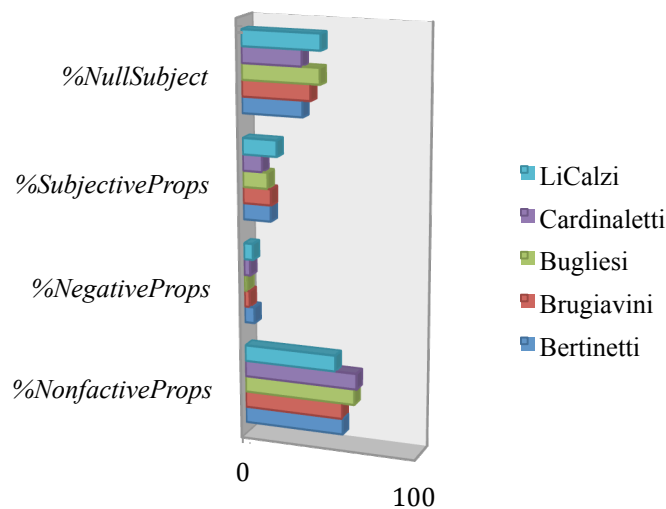 %NullSubject
%SubjectiveProps
%NegativeProps
%NonfactiveProps
0
100
LiCalzi
Cardinaletti
Bugliesi
Brugiavini
Bertinetti